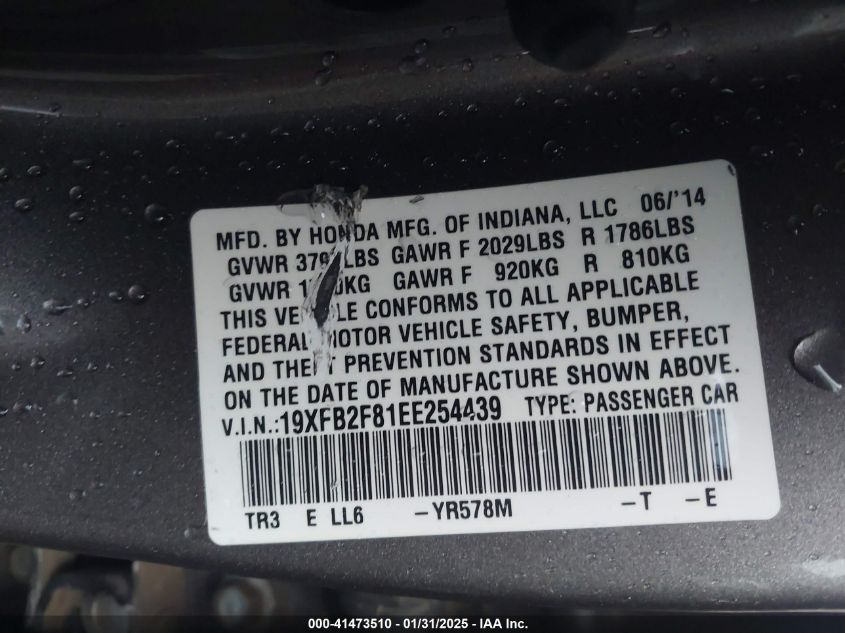 MFD. BY HONDA MFG. OF INDIANA, LLC 06/'14
GVWR LBS GAWR F 2029LBS R 1786LBS
GVWR KG GAWR F 920KG R 810KG
THIS VEHICLE CONFORMS TO ALL APPLICABLE
FEDERAL MOTOR VEHICLE SAFETY, BUMPER,
AND THEFT PREVENTION STANDARDS IN EFFECT
ON THE DATE OF MANUFACTURE SHOWN ABOVE.
V.I.N.:19XFB2F81EE254439 TYPE: PASSENGER CAR
TR3 E LL6 -YR578M -T -E
000-41473510 - 01/31/2025 - IAA Inc.